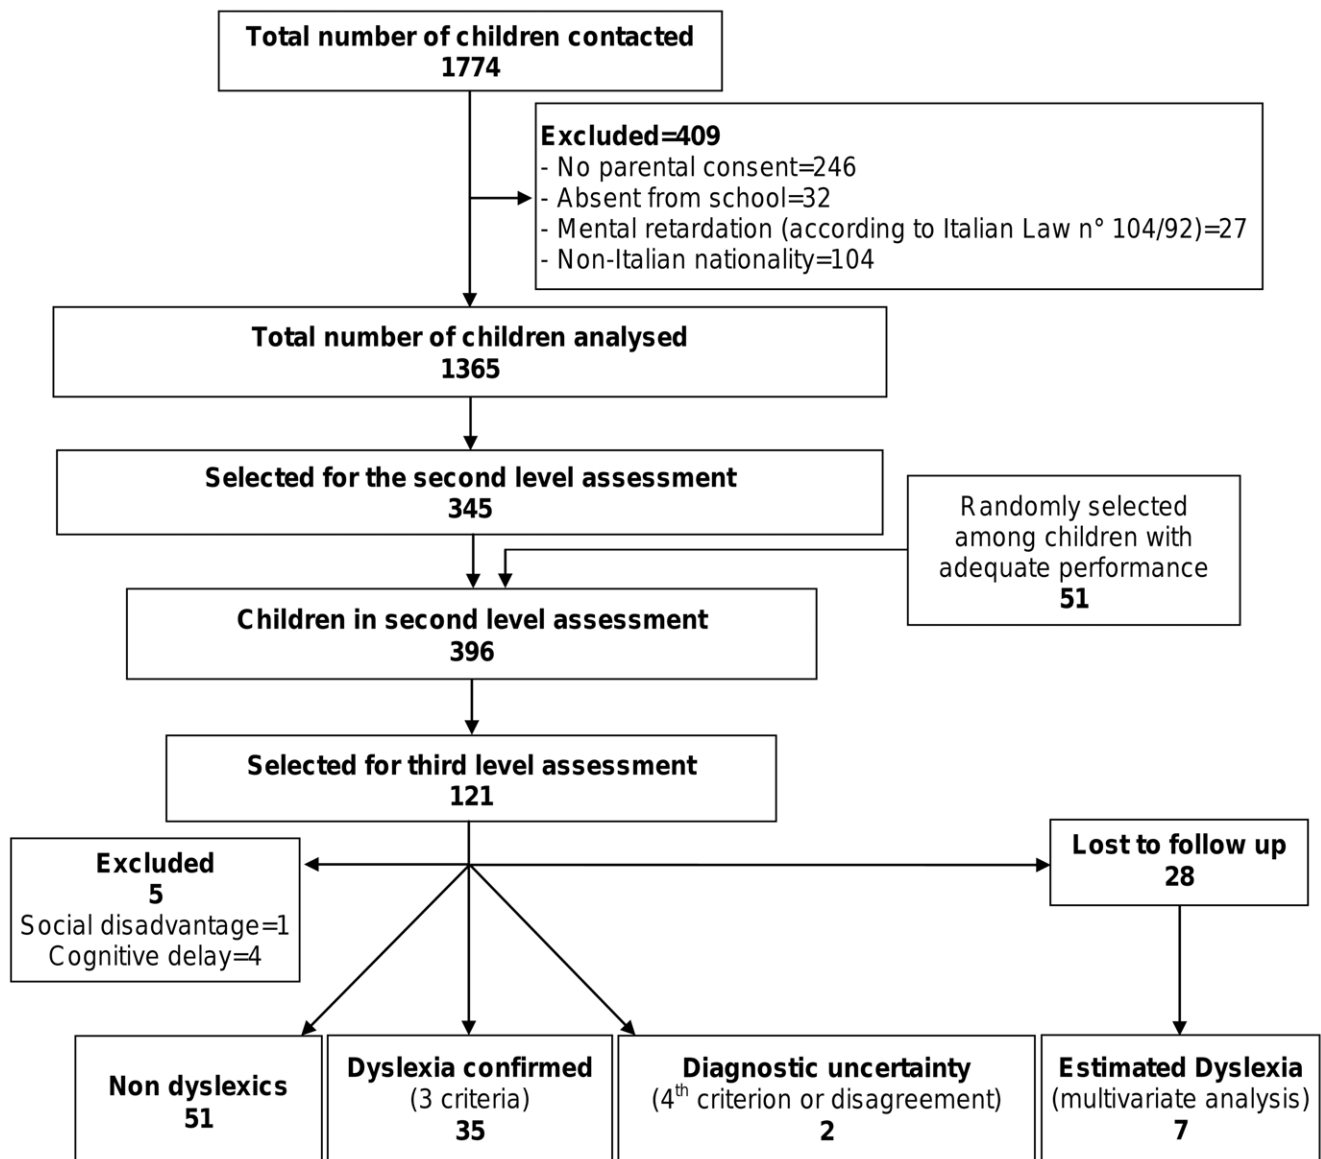 Total number of children contacted
1774
Excluded=409
- No parental consent=246
- Absent from school=32
- Mental retardation (according to Italian Law n° 104/92)=27
- Non-Italian nationality=104
Total number of children analysed
1365
Selected for the second level assessment
345
Randomly selected
among children with
adequate performance
51
Children in second level assessment
396
Selected for third level assessment
121
Excluded
5
Social disadvantage=1
Cognitive delay=4
Lost to follow up
28
Non dyslexics
51
Dyslexia confirmed
(3 criteria)
35
Diagnostic uncertainty
(4th criterion or disagreement)
2
Estimated Dyslexia
(multivariate analysis)
7